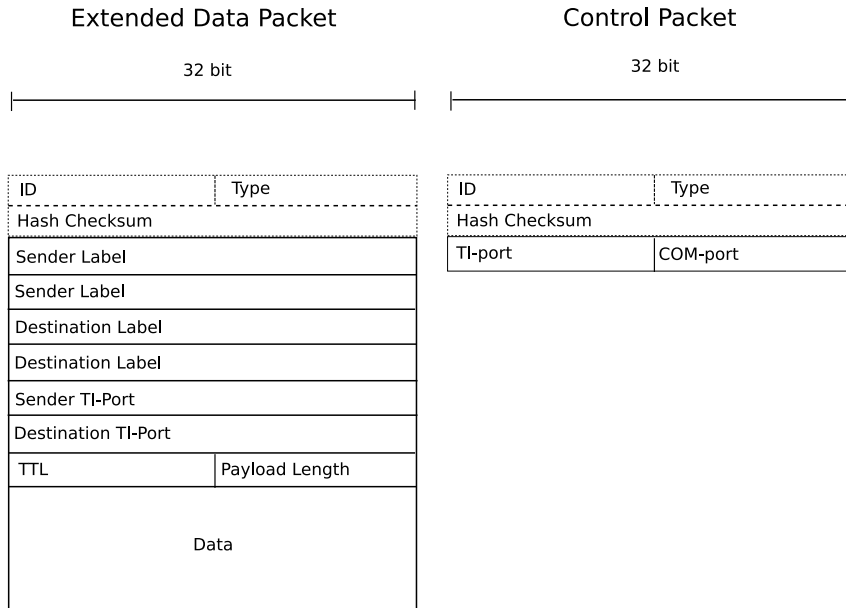 Extended Data Packet
32 bit
ID Type
Hash Checksum
Sender Label
Sender Label
Destination Label
Destination Label
Sender TI-Port
Destination TI-Port
TTL Payload Length
Data
Control Packet
32 bit
ID Type
Hash Checksum
TI-port COM-port